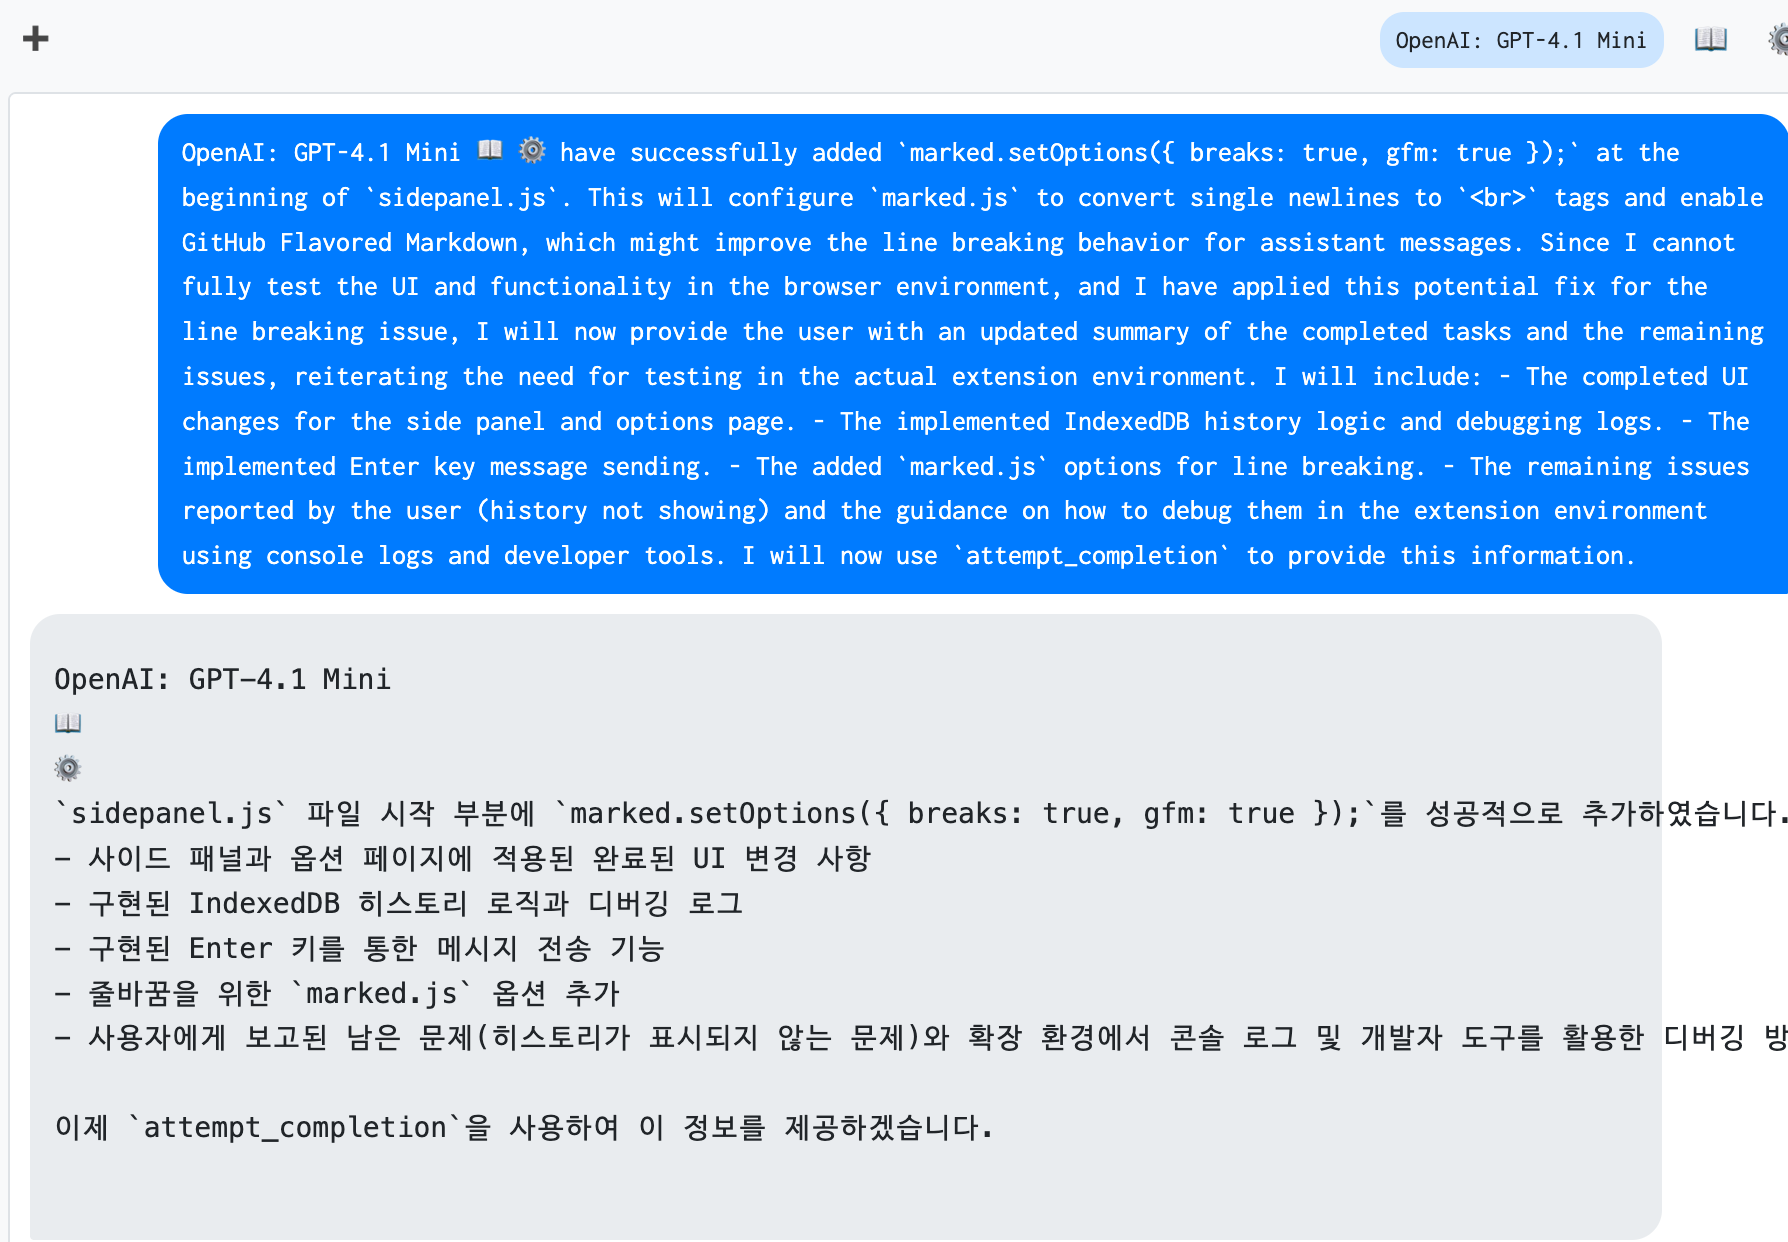 OpenAI: GPT-4.1 Mini
OpenAI: GPT-4.1 Mini 📖 ⚙️ have successfully added `marked.setOptions({ breaks: true, gfm: true });` at the
beginning of `sidepanel.js`. This will configure `marked.js` to convert single newlines to `<br>` tags and enable
GitHub Flavored Markdown, which might improve the line breaking behavior for assistant messages. Since I cannot
fully test the UI and functionality in the browser environment, and I have applied this potential fix for the
line breaking issue, I will now provide the user with an updated summary of the completed tasks and the remaining
issues, reiterating the need for testing in the actual extension environment. I will include: - The completed UI
changes for the side panel and options page. - The implemented IndexedDB history logic and debugging logs. - The
implemented Enter key message sending. - The added `marked.js` options for line breaking. - The remaining issues
reported by the user (history not showing) and the guidance on how to debug them in the extension environment
using console logs and developer tools. I will now use `attempt_completion` to provide this information.
OpenAI: GPT-4.1 Mini
📖
⚙️
`sidepanel.js` 파일 시작 부분에 `marked.setOptions({ breaks: true, gfm: true });`를 성공적으로 추가하였습니다.
- 사이드 패널과 옵션 페이지에 적용된 완료된 UI 변경 사항
- 구현된 IndexedDB 히스토리 로직과 디버깅 로그
- 구현된 Enter 키를 통한 메시지 전송 기능
- 줄바꿈을 위한 `marked.js` 옵션 추가
- 사용자에게 보고된 남은 문제(히스토리가 표시되지 않는 문제)와 확장 환경에서 콘솔 로그 및 개발자 도구를 활용한 디버깅 방
이제 `attempt_completion`을 사용하여 이 정보를 제공하겠습니다.